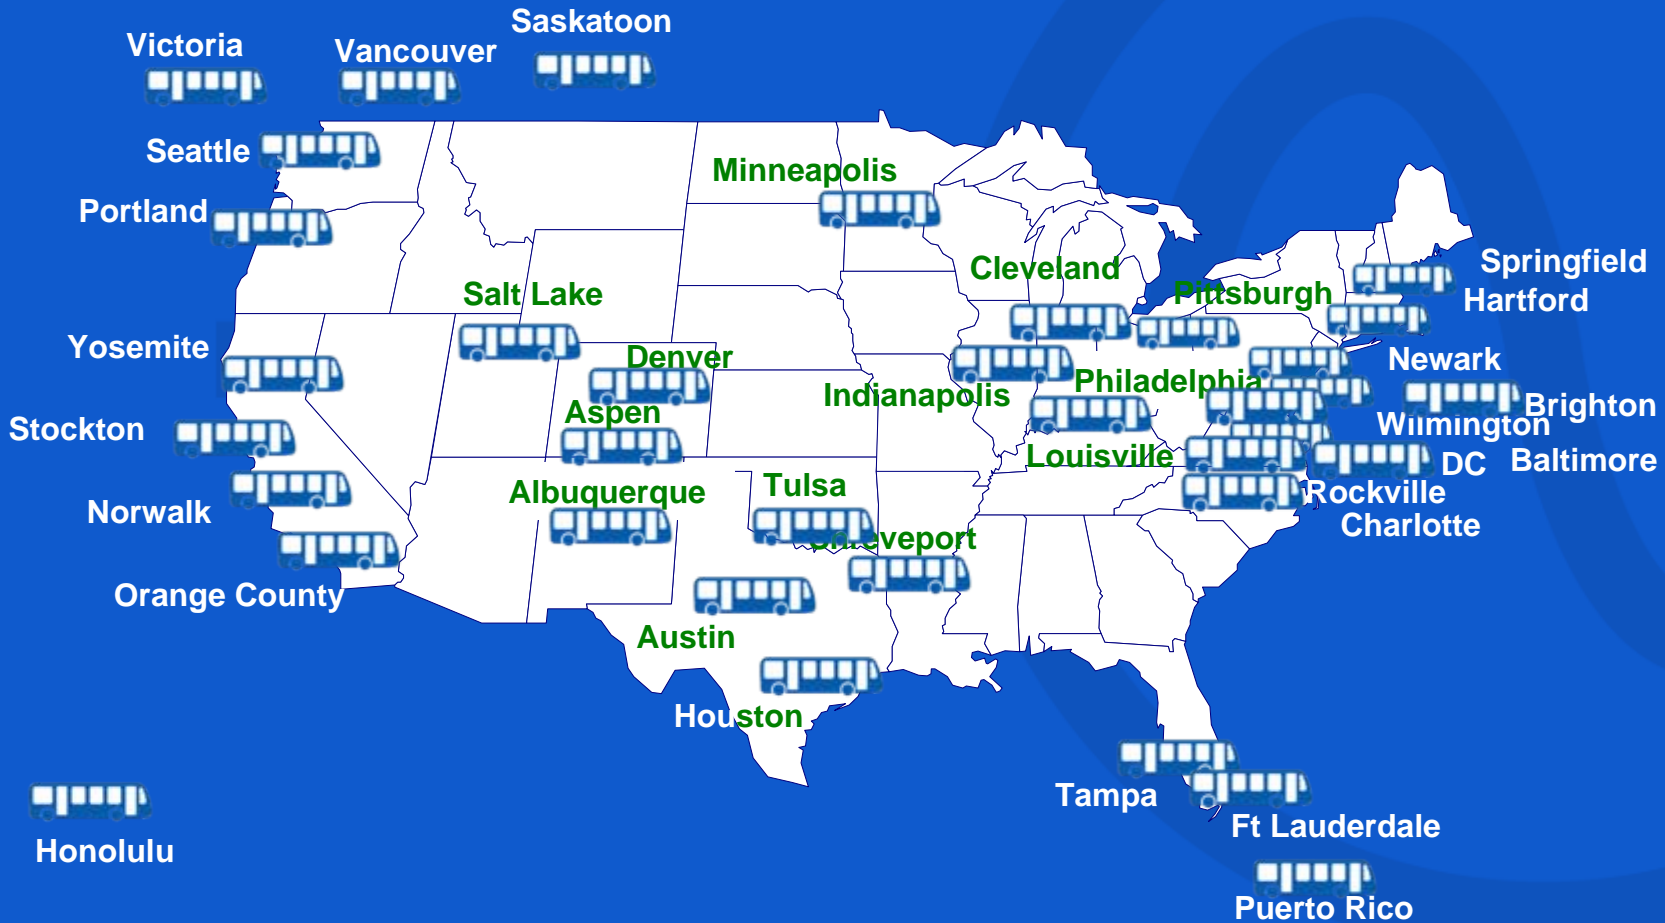 Saskatoon
Victoria
Vancouver
Seattle
Minneapolis
Portland
Cleveland
Springfield
Salt Lake
Pittsburgh
Hartford
Yosemite
Denver
Newark
Indianapolis
Philadelphia
Aspen
Brighton
Stockton
Wilmington
Louisville
DC
Baltimore
Albuquerque
Tulsa
Rockville
Norwalk
Charlotte
Shreveport
Orange County
Austin
Houston
Tampa
Ft Lauderdale
Honolulu
Puerto Rico